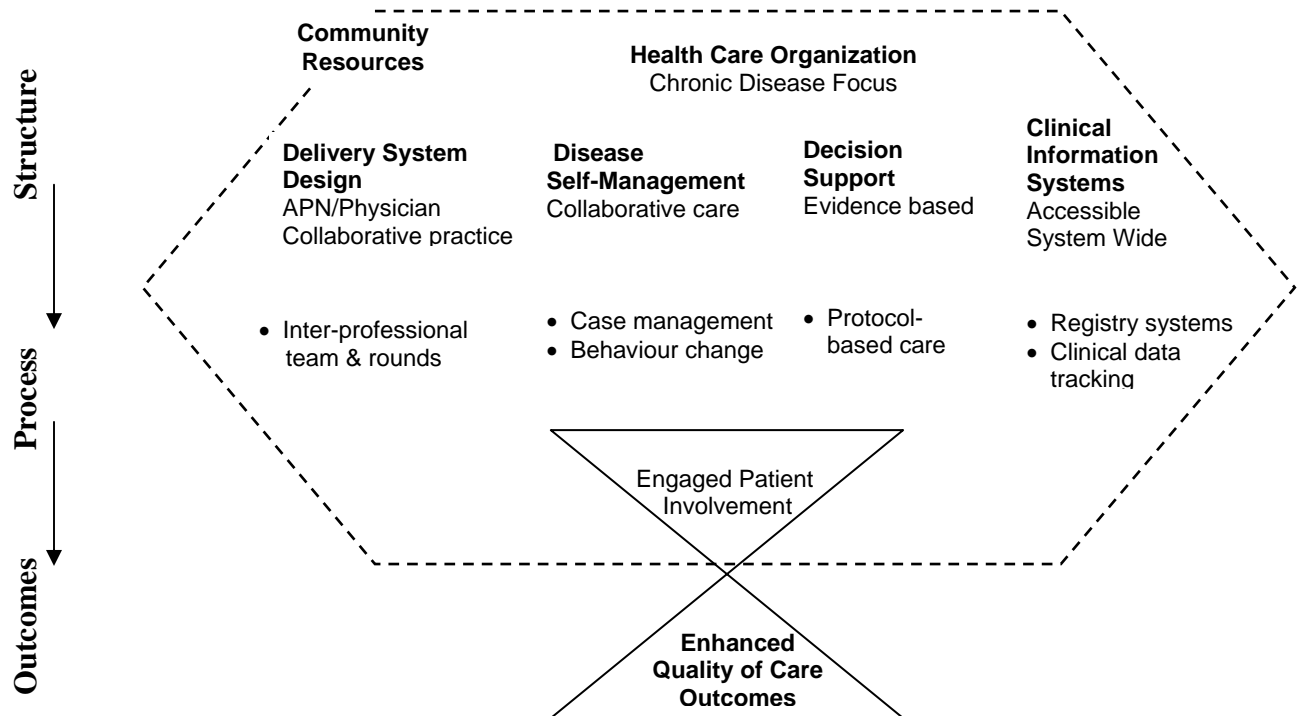 Structure
Process
Outcomes
Community
Resources
Health Care Organization
Chronic Disease Focus
Delivery System
Design
APN/Physician
Collaborative practice
Disease
Self-Management
Collaborative care
Decision
Support
Evidence based
Clinical
Information
Systems
Accessible
System Wide
• Inter-professional
team & rounds
• Case management
• Behaviour change
• Protocol-
based care
• Registry systems
• Clinical data
tracking
Engaged Patient
Involvement
Enhanced
Quality of Care
Outcomes